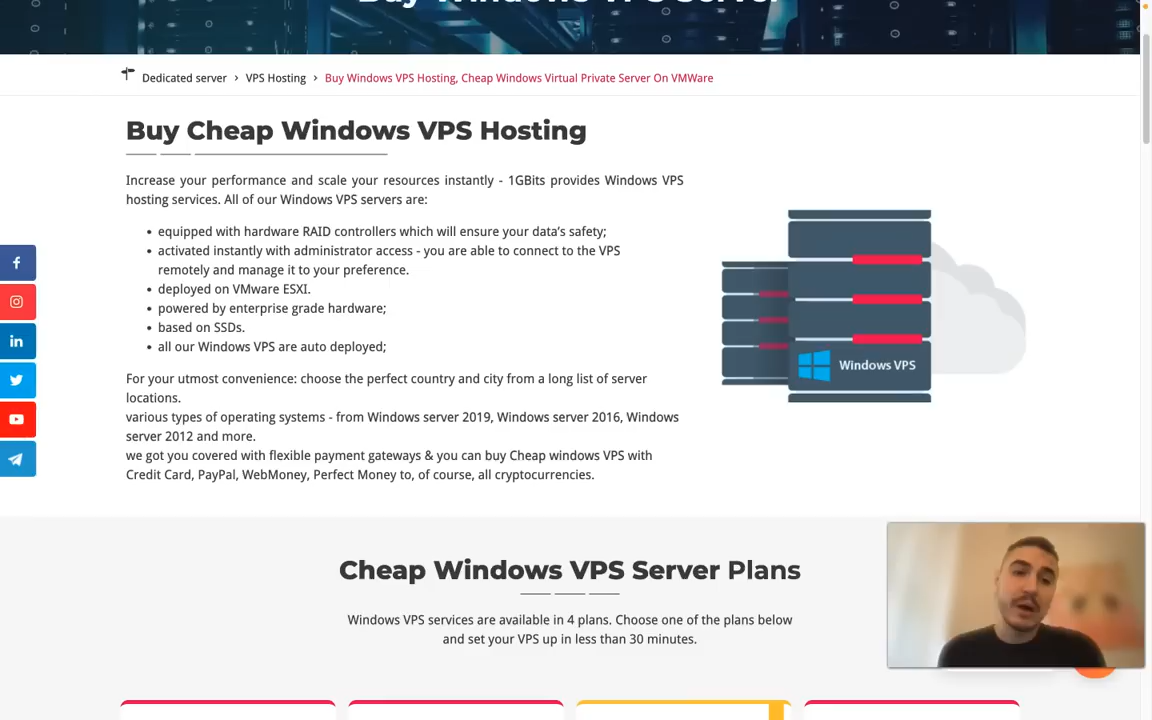 Buy Windows VPS Server
Dedicated server › VPS Hosting › Buy Windows VPS Hosting, Cheap Windows Virtual Private Server On VMWare
Buy Cheap Windows VPS Hosting
Increase your performance and scale your resources instantly - 1GBits provides Windows VPS
hosting services. All of our Windows VPS servers are:
• equipped with hardware RAID controllers which will ensure your data's safety;
• activated instantly with administrator access - you are able to connect to the VPS
remotely and manage it to your preference.
• deployed on VMware ESXI.
• powered by enterprise grade hardware;
• based on SSDs.
• all our Windows VPS are auto deployed;
For your utmost convenience: choose the perfect country and city from a long list of server
locations.
various types of operating systems - from Windows server 2019, Windows server 2016, Windows
server 2012 and more.
we got you covered with flexible payment gateways & you can buy Cheap windows VPS with
Credit Card, PayPal, WebMoney, Perfect Money to, of course, all cryptocurrencies.
Windows VPS
Cheap Windows VPS Server Plans
Windows VPS services are available in 4 plans. Choose one of the plans below
and set your VPS up in less than 30 minutes.